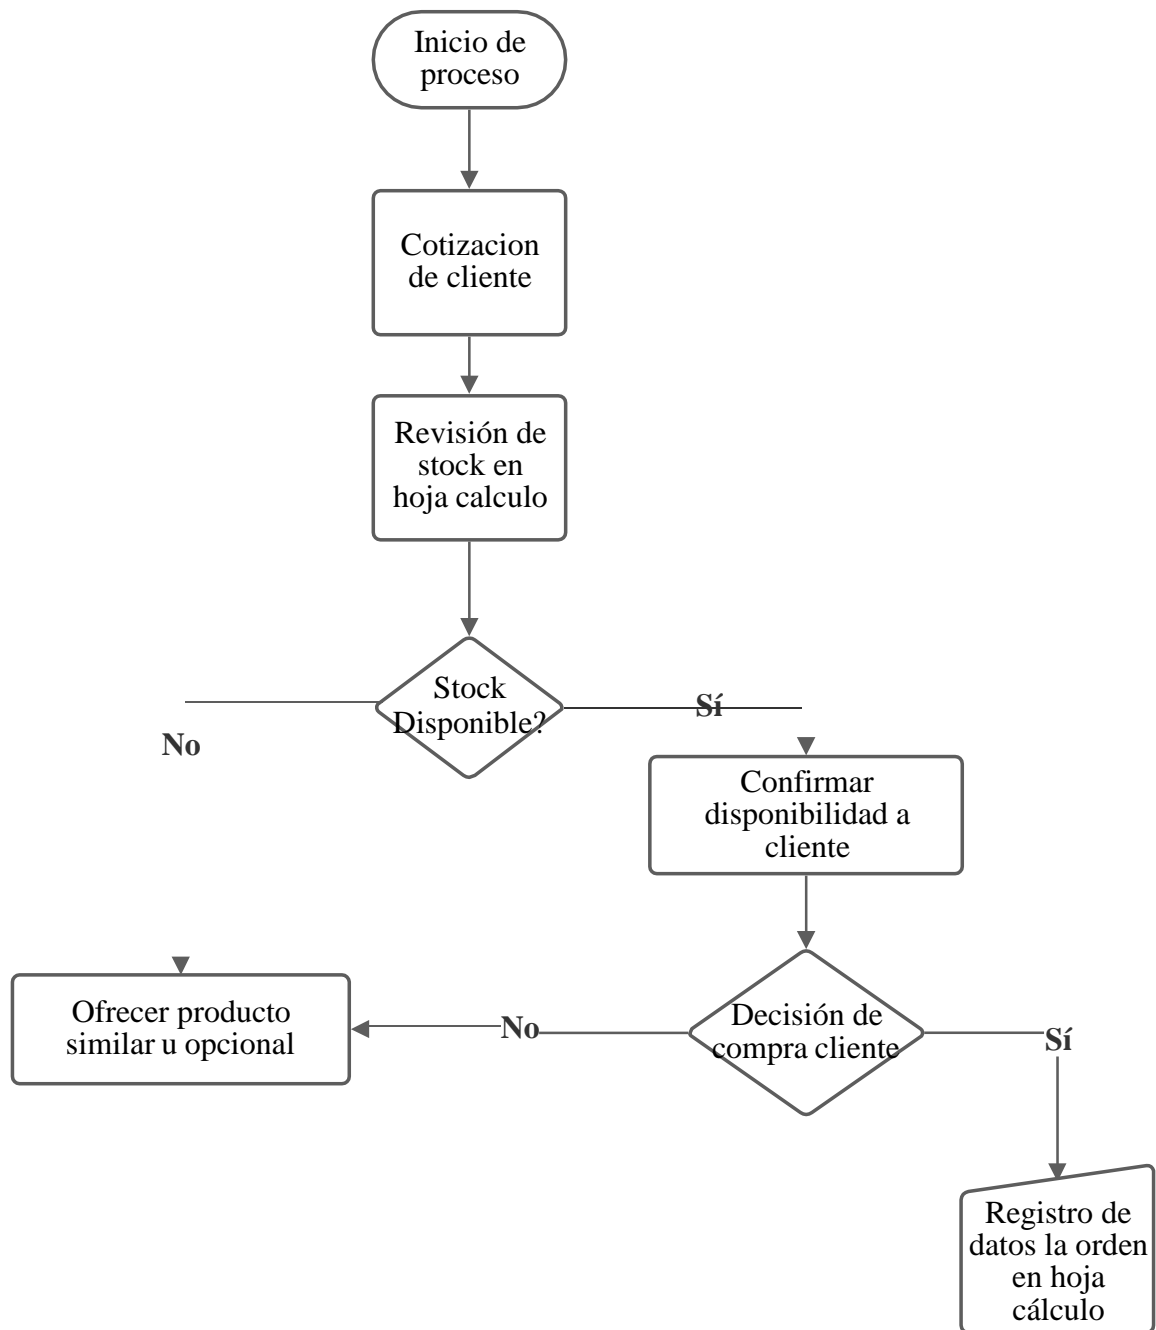 Inicio de
proceso
Cotizacion
de cliente
Revisión de
stock en
hoja calculo
Stock
Disponible?
Sí
No
Confirmar
disponibilidad a
cliente
Ofrecer producto
similar u opcional
No
Decisión de
compra cliente
Sí
Registro de
datos la orden
en hoja
cálculo